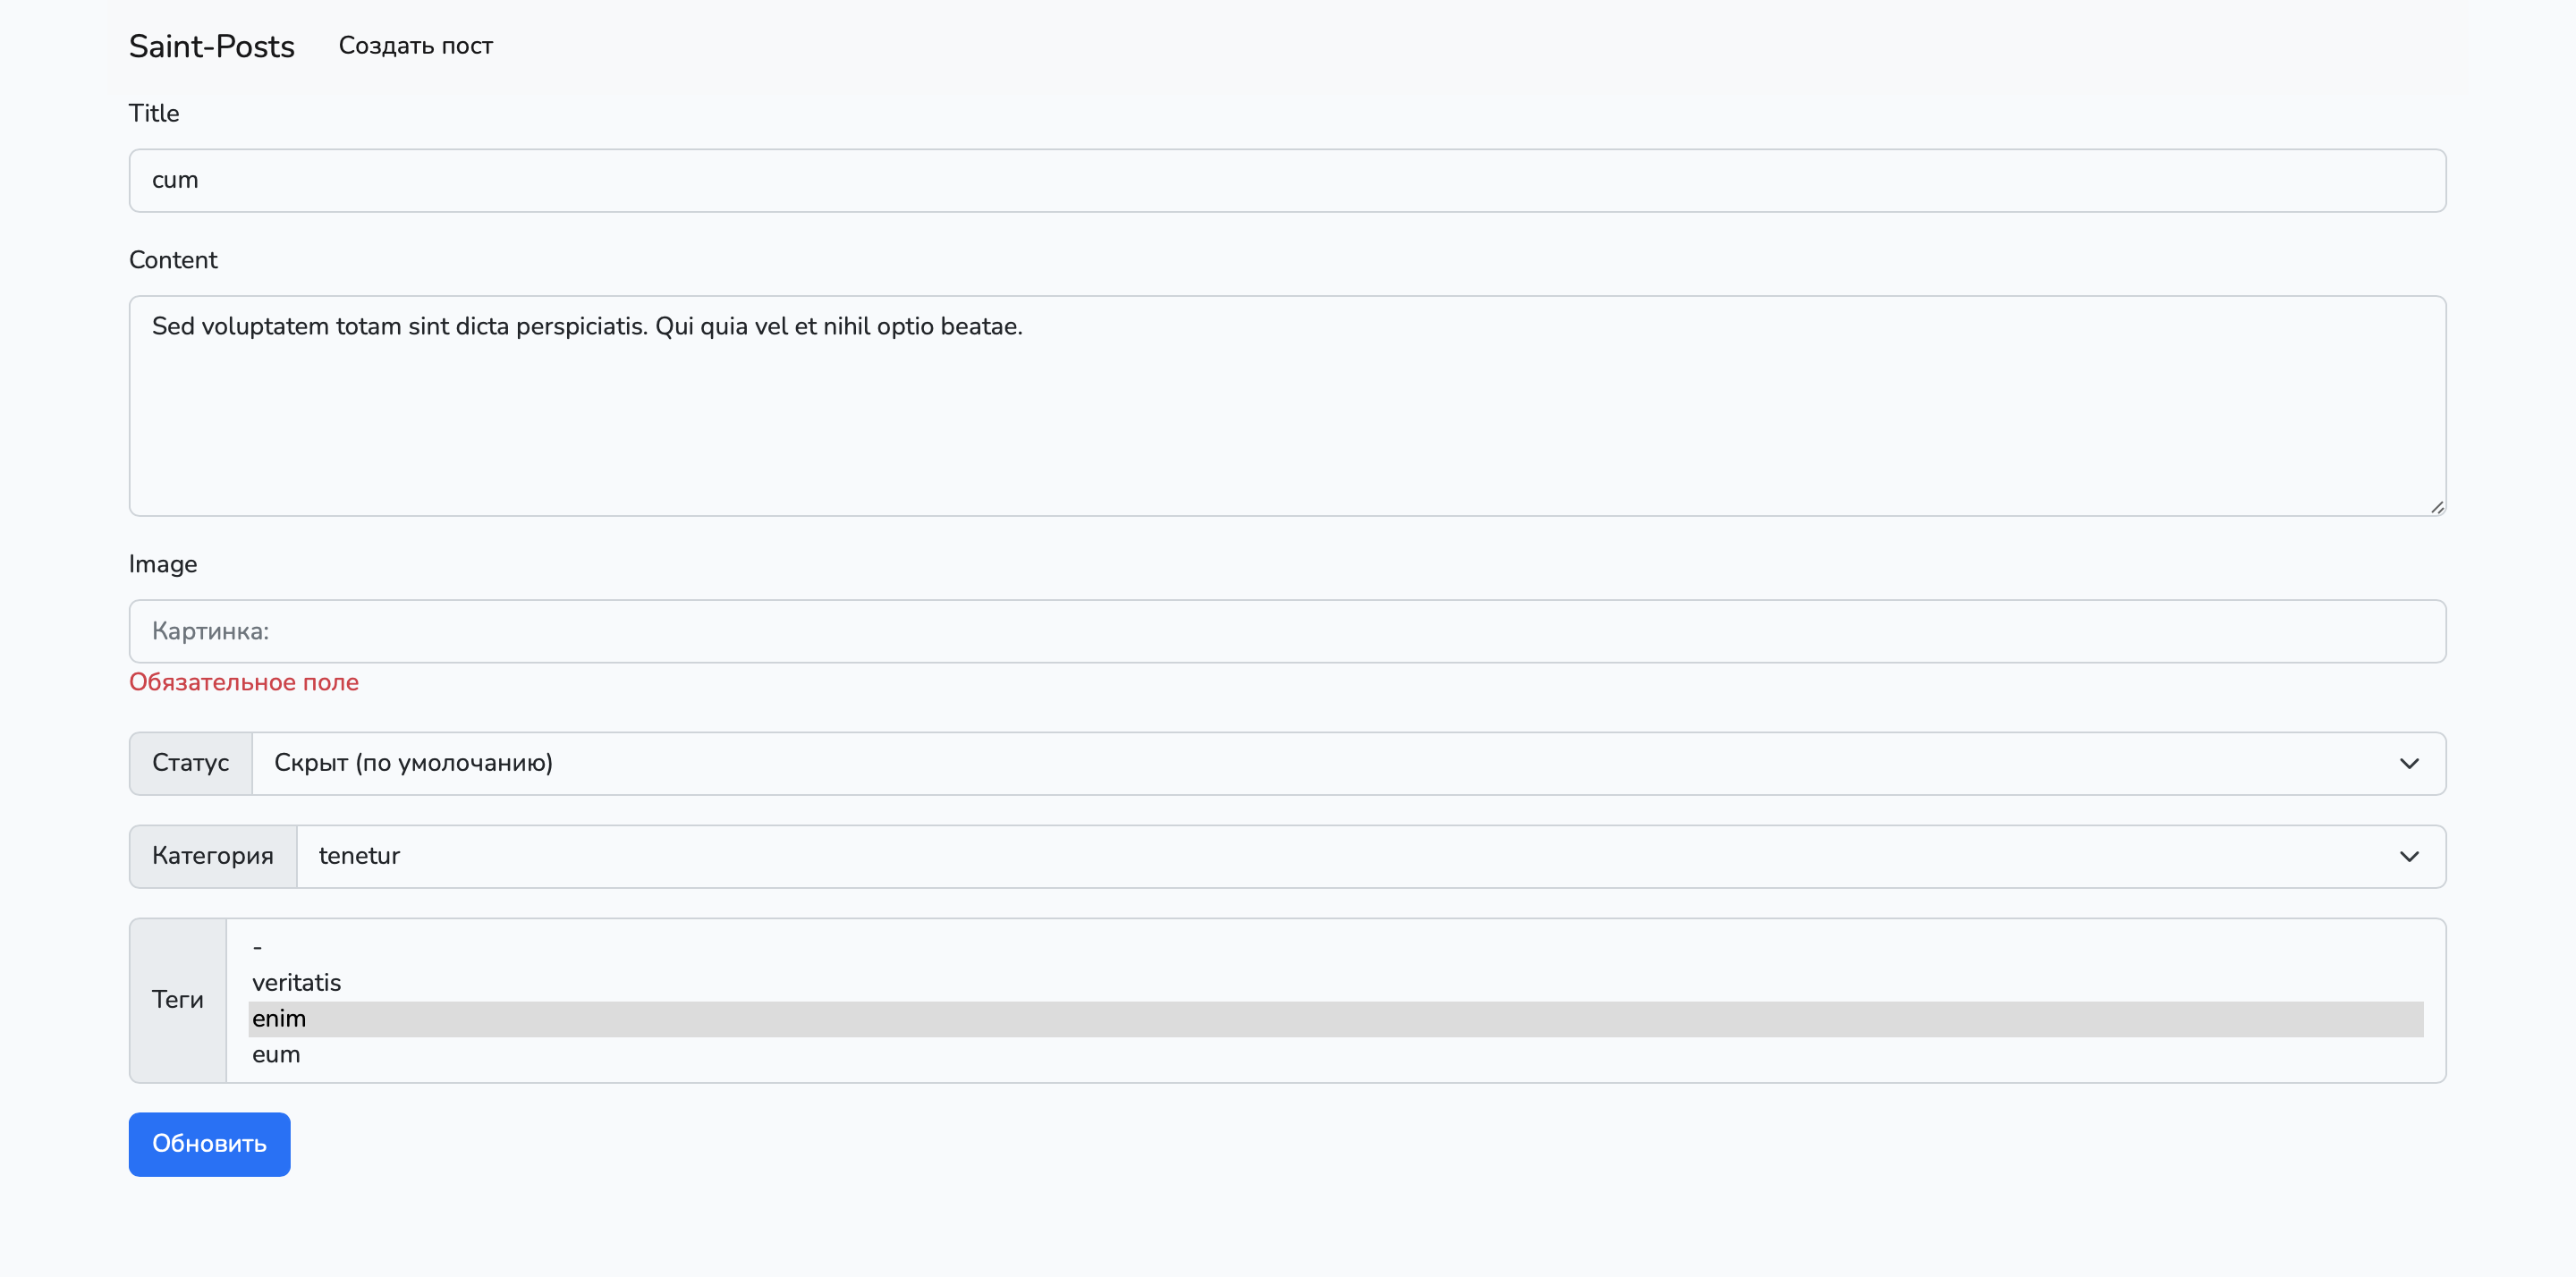 Saint-Posts Создать пост
Title
cum
Content
Sed voluptatem totam sint dicta perspiciatis. Qui quia vel et nihil optio beatae.
Image
Картинка:
Обязательное поле
Статус Скрыт (по умолочанию)
Категория tenetur
-
veritatis
Теги
enim
eum
Обновить